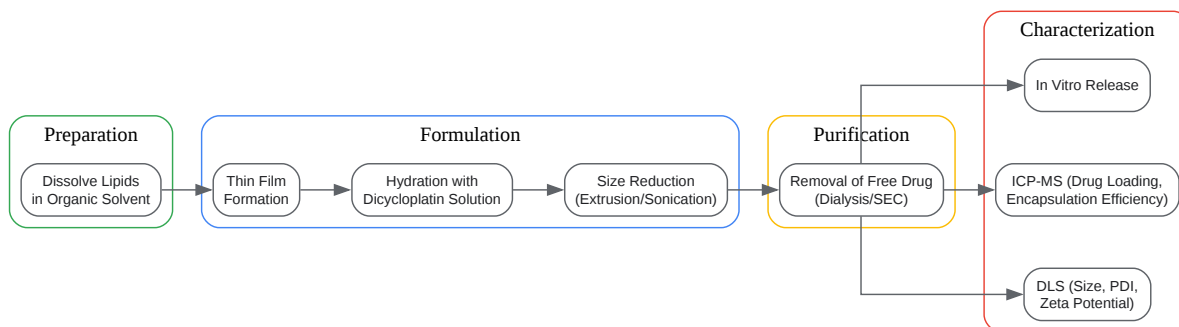 Preparation
Dissolve Lipids
in Organic Solvent
Formulation
Thin Film
Formation
Hydration with
Dicycloplatin Solution
Size Reduction
(Extrusion/Sonication)
Purification
Removal of Free Drug
(Dialysis/SEC)
Characterization
In Vitro Release
ICP-MS (Drug Loading,
Encapsulation Efficiency)
DLS (Size, PDI,
Zeta Potential)